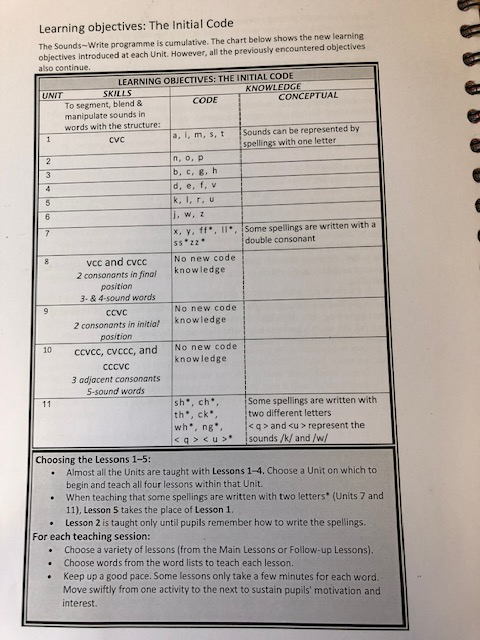 Learning objectives: The Initial Code
The Sounds~Write programme is cumulative. The chart below shows the new learning
objectives introduced at each Unit. However, all the previously encountered objectives
also continue.
LEARNING OBJECTIVES: THE INITIAL CODE
UNIT SKILLS KNOWLEDGE
CODE CONCEPTUAL
To segment, blend &
manipulate sounds in
words with the structure:
1 CVC a, i, m, s, t Sounds can be represented by
spellings with one letter
2 n, o, p
3 b, c, g, h
4 d, e, f, v
5 k, l, r, u
6 j, w, z
7 x, y, ff*, ll*, Some spellings are written with a
ss*zz* double consonant
8 VCC and CVCC No new code
2 consonants in final knowledge
position
3- & 4-sound words
9 CCVC No new code
2 consonants in initial knowledge
position
10 CCVCC, CVCCC, and No new code
CCCVC knowledge
3 adjacent consonants
5-sound words
11 sh*, ch*, Some spellings are written with
th*, ck*, two different letters
wh*, ng*, <q> and <u> represent the
<q> <u>* sounds /k/ and /w/
Choosing the Lessons 1–5:
• Almost all the Units are taught with Lessons 1–4. Choose a Unit on which to
begin and teach all four lessons within that Unit.
• When teaching that some spellings are written with two letters* (Units 7 and
11), Lesson 5 takes the place of Lesson 1.
• Lesson 2 is taught only until pupils remember how to write the spellings.
For each teaching session:
• Choose a variety of lessons (from the Main Lessons or Follow-up Lessons).
• Choose words from the word lists to teach each lesson.
• Keep up a good pace. Some lessons only take a few minutes for each word.
Move swiftly from one activity to the next to sustain pupils' motivation and
interest.